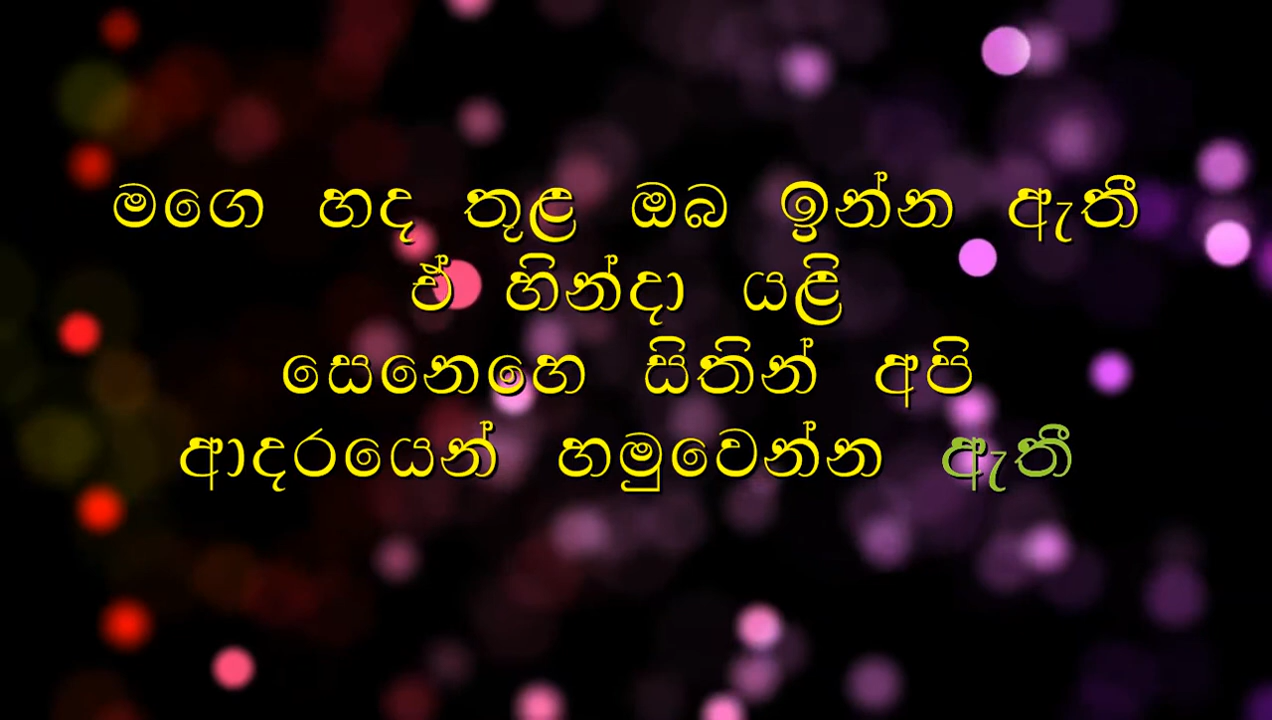 මගෙ හද තුළ ඔබ ඉන්න ඇතී
ඒ හින්දා යළි
සෙනෙහෙ සිතින් අපි
ආදරයෙන් හමුවෙන්න ඇතී